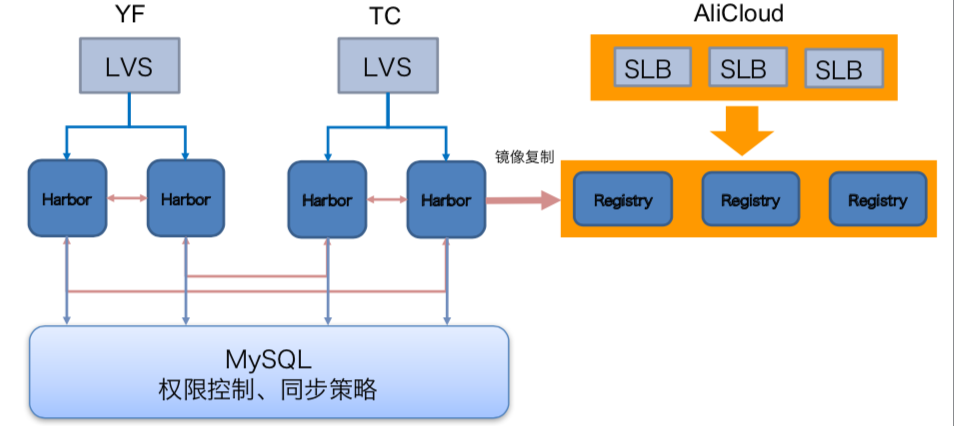 YF
TC
AliCloud
LVS
LVS
SLB
SLB
SLB
镜像复制
Harbor
Harbor
Harbor
Harbor
Registry
Registry
Registry
MySQL
权限控制、同步策略